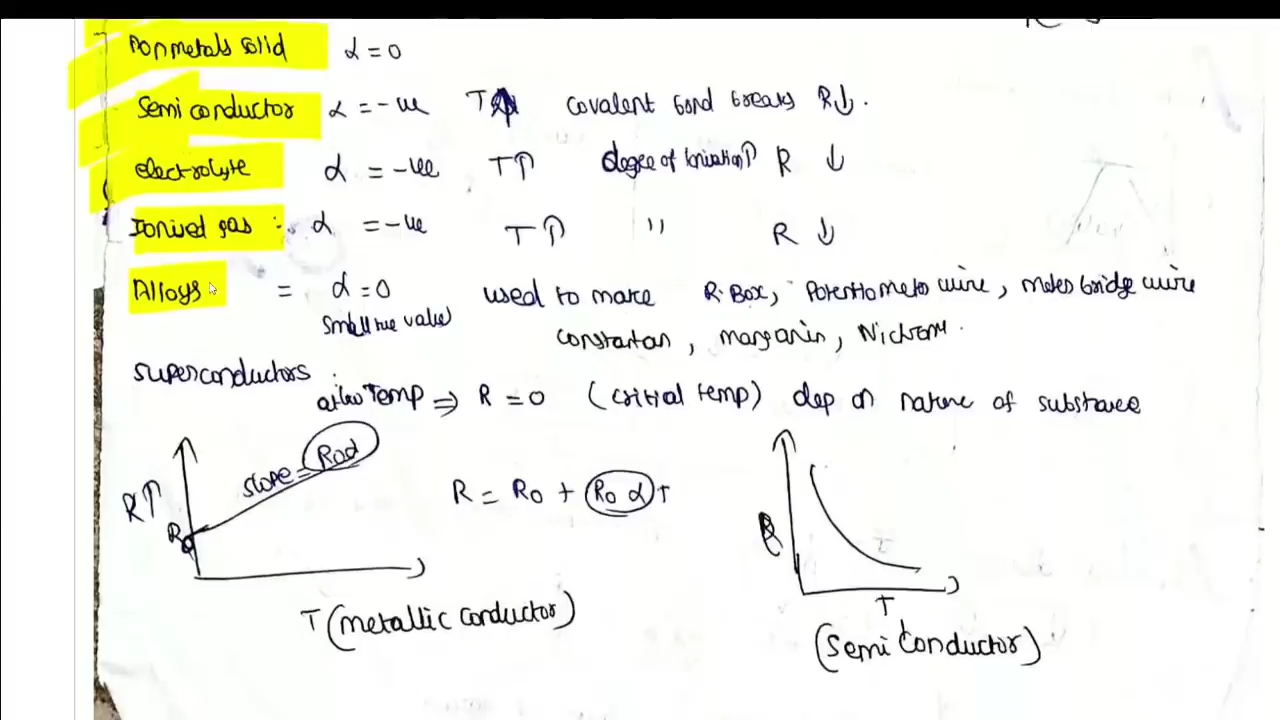 Nonmetals solid α = 0
Semi conductor α = -ve T↑ covalent bond breaks R↓.
electrolyte α = -ve T↑ degee of Ionisation↑ R ↓
Ionised gas :. α = -ve T↑ '' R ↓
Alloys = α = 0 used to make R.Box, Potentiometer wire, meter bridge wire
Small +ve value
constantan, manganin, Nichrome.
superconductors
at low Temp ⇒ R = 0 (critical temp) dep on nature of substance
slope = R₀α
R↑
R₀
R = R₀ + R₀ α T
T (metallic conductor)
R
T
(Semi Conductor)